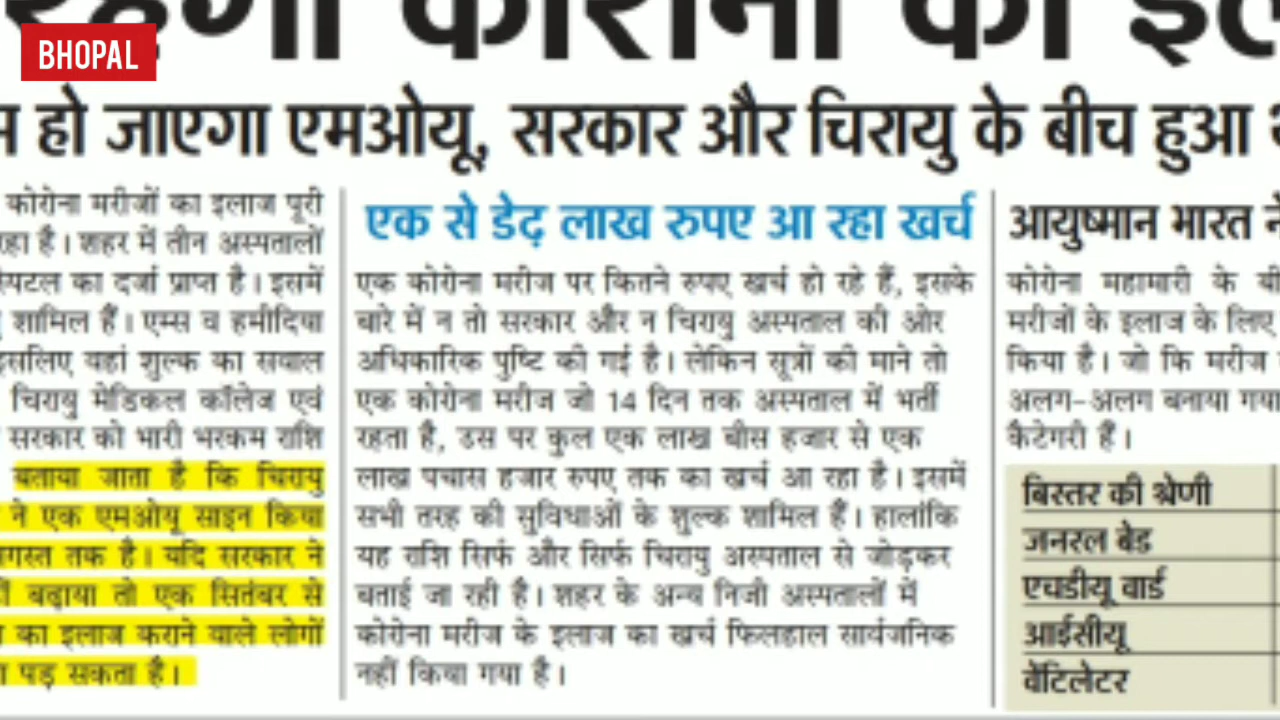 रहेगा कोरोना का इल
BHOPAL
हो जाएगा एमओयू, सरकार और चिरायु के बीच हुआ
कोरोना मरीजों का इलाज पूरी
रहा है। शहर में तीन अस्पतालों
का दर्जा प्राप्त है। इसमें
शामिल हैं। एम्स व हमीदिया
इसलिए यहां शुल्क का सवाल
चिरायु मेडिकल कॉलेज एवं
सरकार को भारी भरकम राशि
बताया जाता है कि चिरायु
ने एक एमओयू साइन किया
तक है। यदि सरकार ने
बढ़ाया तो एक सितंबर से
का इलाज कराने वाले लोगों
पड़ सकता है।
एक से डेढ़ लाख रुपए आ रहा खर्च
एक कोरोना मरीज पर कितने रुपए खर्च हो रहे हैं, इसके
बारे में न तो सरकार और न चिरायु अस्पताल की ओर
अधिकारिक पुष्टि की गई है। लेकिन सूत्रों की माने तो
एक कोरोना मरीज जो 14 दिन तक अस्पताल में भर्ती
रहता है, उस पर कुल एक लाख बीस हजार से एक
लाख पचास हजार रुपए तक का खर्च आ रहा है। इसमें
सभी तरह की सुविधाओं के शुल्क शामिल हैं। हालांकि
यह राशि सिर्फ और सिर्फ चिरायु अस्पताल से जोड़कर
बताई जा रही है। शहर के अन्य निजी अस्पतालों में
कोरोना मरीज के इलाज का खर्च फिलहाल सार्वजनिक
नहीं किया गया है।
आयुष्मान भारत ने
कोरोना महामारी के बी
मरीजों के इलाज के लिए
किया है। जो कि मरीज
अलग-अलग बनाया गया
कैटेगरी हैं।
बिस्तर की श्रेणी
जनरल बेड
एचडीयू वार्ड
आईसीयू
वेंटिलेटर